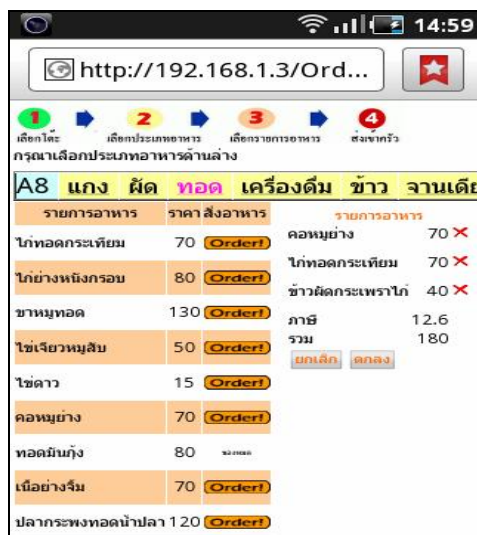 14:59
http://192.168.1.3/Ord...
1 2 3 4
เลือกโต๊ะ เลือกประเภทอาหาร เลือกรายการอาหาร ส่งเข้าครัว
กรุณาเลือกประเภทอาหารด้านล่าง
A8 แกง ผัด ทอด เครื่องดื่ม ข้าว จานเดีย
รายการอาหาร ราคา สั่งอาหาร
ไก่ทอดกระเทียม 70 Order!
ไก่ย่างหนังกรอบ 80 Order!
ขาหมูทอด 130 Order!
ไข่เจียวหมูสับ 50 Order!
ไข่ดาว 15 Order!
คอหมูย่าง 70 Order!
ทอดมันกุ้ง 80
เนื้อย่างจิ้ม 70 Order!
ปลากระพงทอดน้ำปลา 120 Order!
รายการอาหาร
คอหมูย่าง 70
ไก่ทอดกระเทียม 70
ข้าวผัดกระเพราไก่ 40
ภาษี 12.6
รวม 180
ยกเลิก ตกลง